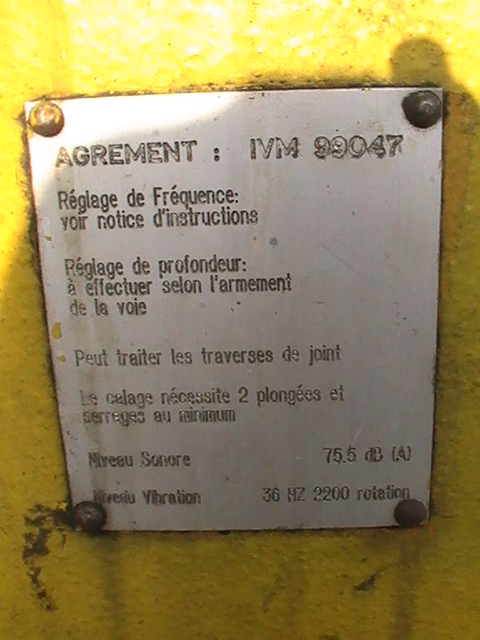 AGREMENT : IVM 99047
Réglage de Fréquence:
voir notice d'instructions
Réglage de profondeur:
à effectuer selon l'armement
de la voie
Peut traiter les traverses de joint
Le calage nécessite 2 plongées et
serrages au minimum
Niveau Sonore 75.5 dB (A)
Niveau Vibration 36 HZ 2200 rotation